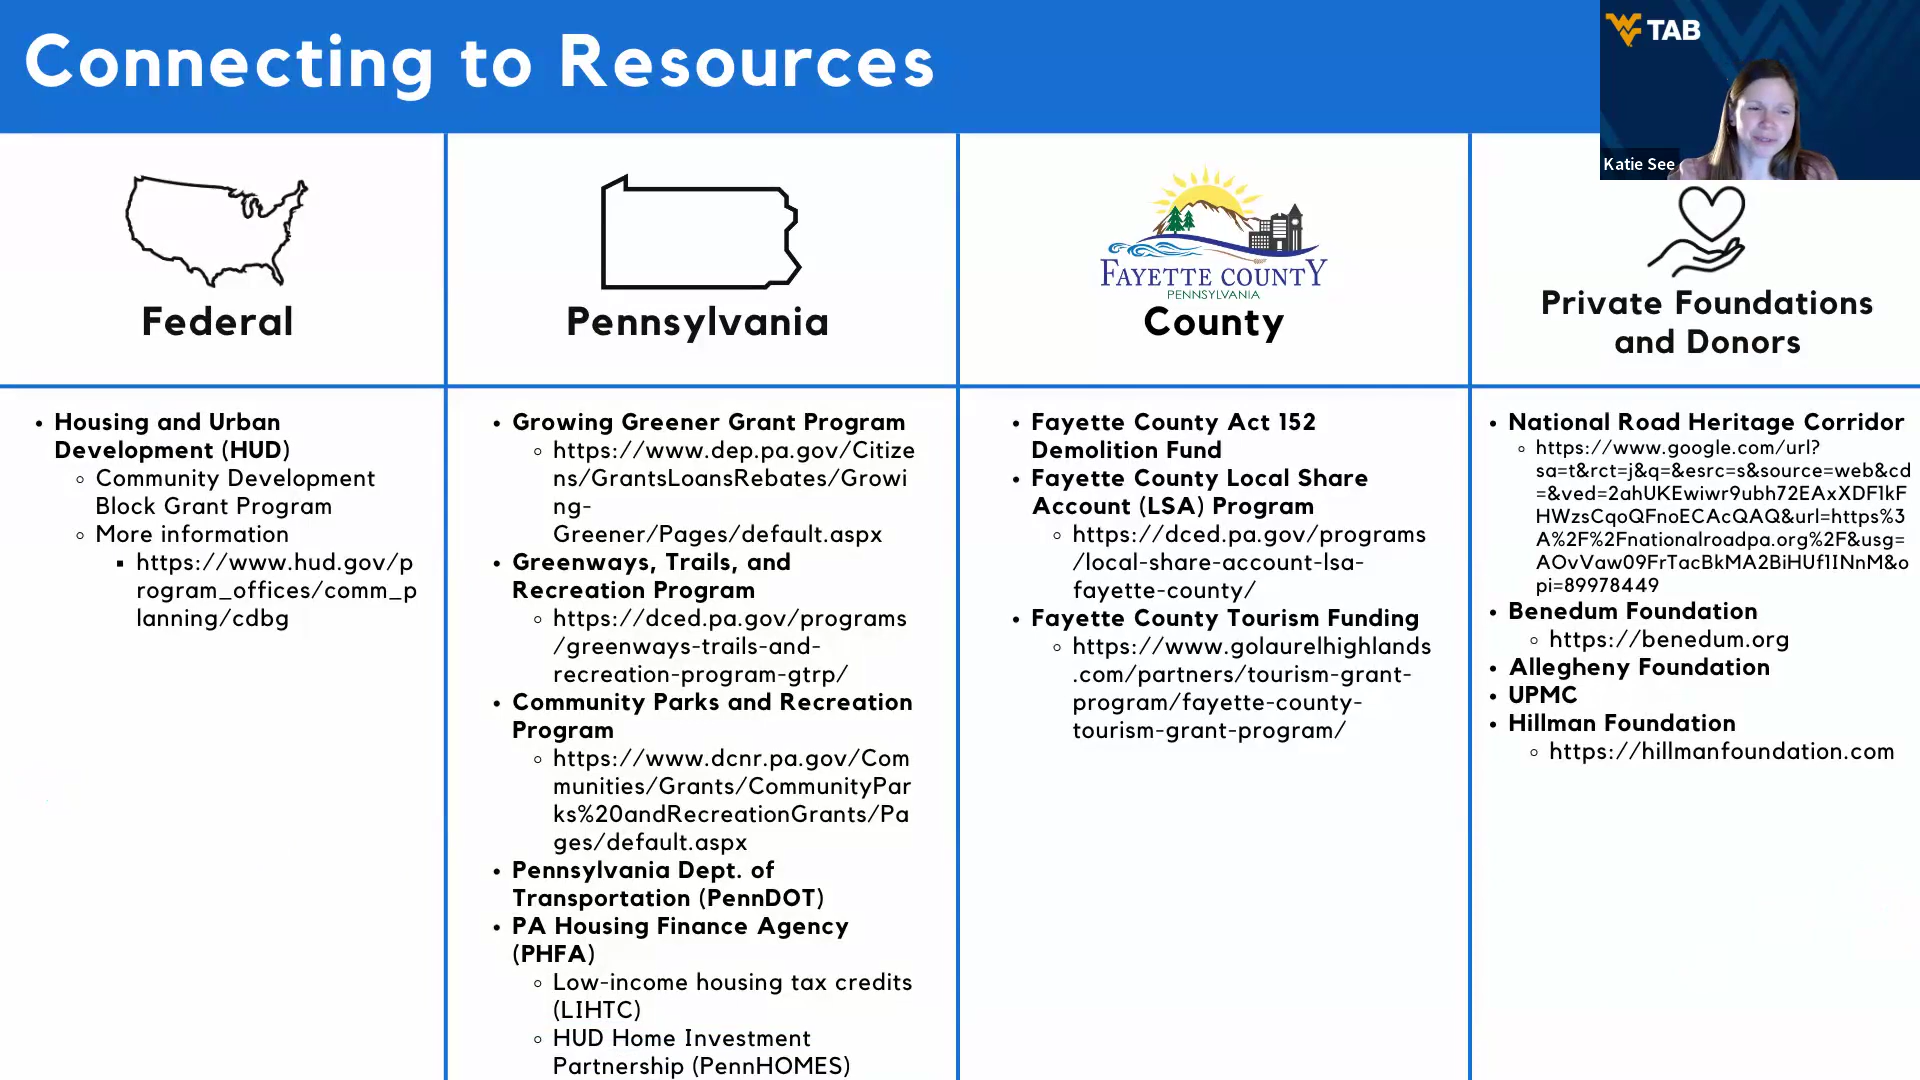 Connecting to Resources
TAB
Katie See
Federal
Housing and Urban
Development (HUD)
Community Development
Block Grant Program
More information
https://www.hud.gov/p
rogram_offices/comm_p
lanning/cdbg
Pennsylvania
Growing Greener Grant Program
https://www.dep.pa.gov/Citize
ns/GrantsLoansRebates/Growi
ng-
Greener/Pages/default.aspx
Greenways, Trails, and
Recreation Program
https://dced.pa.gov/programs
/greenways-trails-and-
recreation-program-gtrp/
Community Parks and Recreation
Program
https://www.dcnr.pa.gov/Com
munities/Grants/CommunityPar
ks%20andRecreationGrants/Pa
ges/default.aspx
Pennsylvania Dept. of
Transportation (PennDOT)
PA Housing Finance Agency
(PHFA)
Low-income housing tax credits
(LIHTC)
HUD Home Investment
Partnership (PennHOMES)
FAYETTE COUNTY
PENNSYLVANIA
County
Fayette County Act 152
Demolition Fund
Fayette County Local Share
Account (LSA) Program
https://dced.pa.gov/programs
/local-share-account-lsa-
fayette-county/
Fayette County Tourism Funding
https://www.golaurelhighlands
.com/partners/tourism-grant-
program/fayette-county-
tourism-grant-program/
Private Foundations
and Donors
National Road Heritage Corridor
https://www.google.com/url?
sa=t&rct=j&q=&esrc=s&source=web&cd
=&ved=2ahUKEwiwr9ubh72EAxXDF1kF
HWzsCqoQFnoECAcQAQ&url=https%3
A%2F%2Fnationalroadpa.org%2F&usg=
AOvVaw09FrTacBkMA2BiHUf1INnM&o
pi=89978449
Benedum Foundation
https://benedum.org
Allegheny Foundation
UPMC
Hillman Foundation
https://hillmanfoundation.com